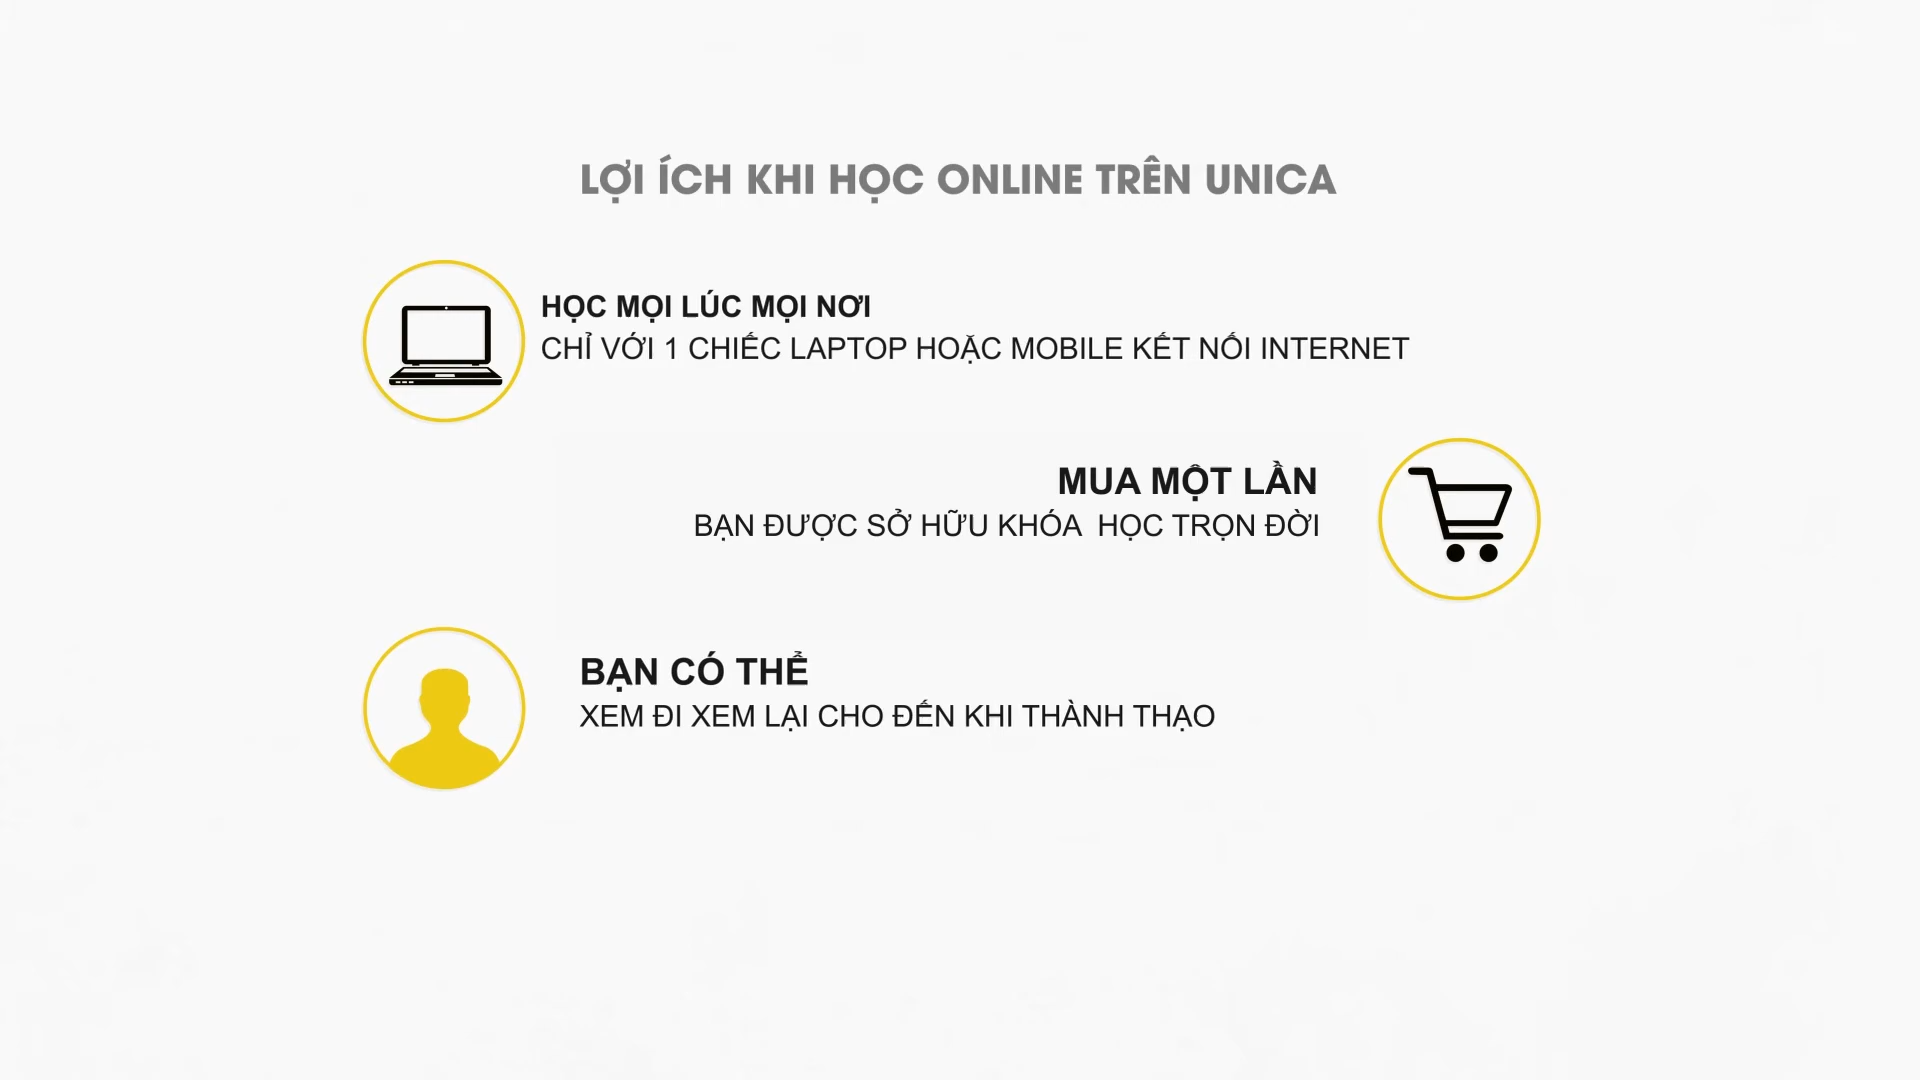 LỢI ÍCH KHI HỌC ONLINE TRÊN UNICA
HỌC MỌI LÚC MỌI NƠI
CHỈ VỚI 1 CHIẾC LAPTOP HOẶC MOBILE KẾT NỐI INTERNET
MUA MỘT LẦN
BẠN ĐƯỢC SỞ HỮU KHÓA HỌC TRỌN ĐỜI
BẠN CÓ THỂ
XEM ĐI XEM LẠI CHO ĐẾN KHI THÀNH THẠO